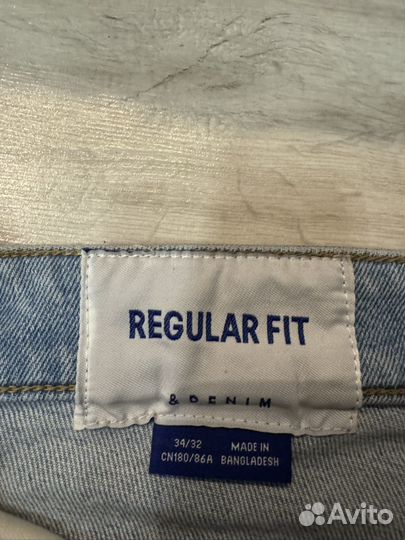 REGULAR FIT
& DENIM
34/32 MADE IN
CN180/86A BANGLADESH
Avito